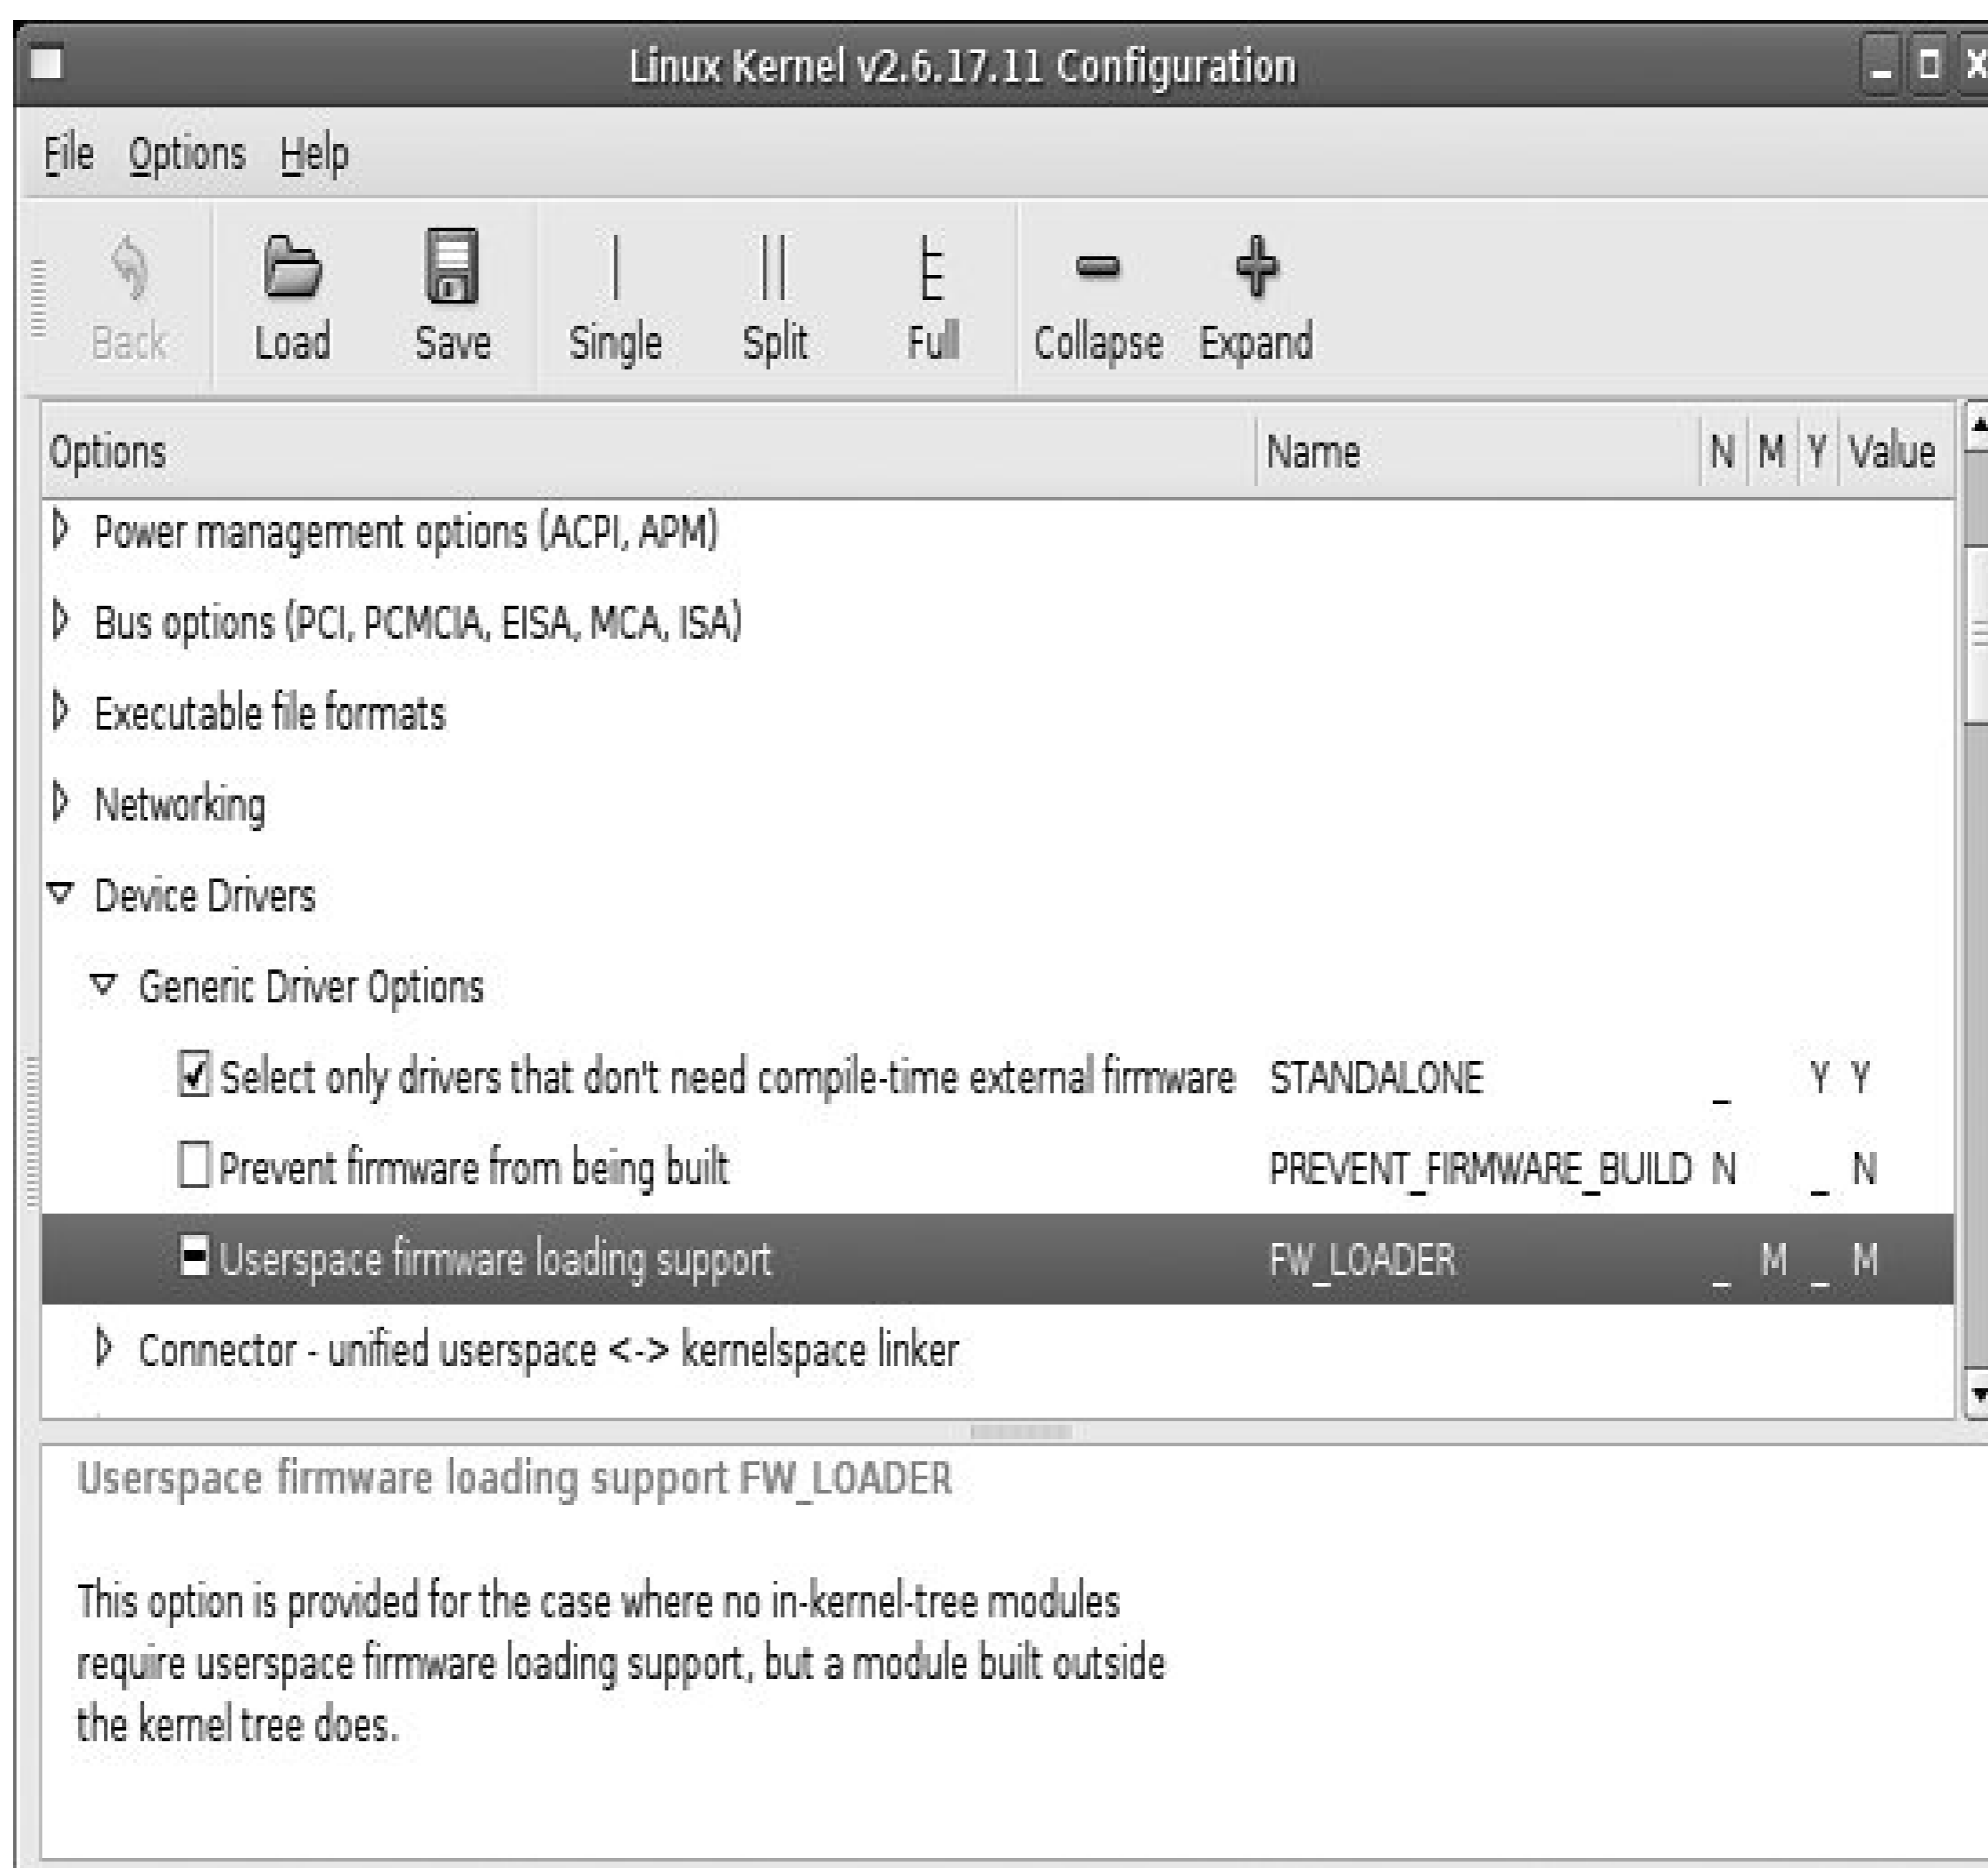 Linux Kernel v2.6.17.11 Configuration
File Options Help
Back Load Save Single Split Full Collapse Expand
Options Name N M Y Value
Power management options (ACPI, APM)
Bus options (PCI, PCMCIA, EISA, MCA, ISA)
Executable file formats
Networking
Device Drivers
Generic Driver Options
Select only drivers that don't need compile-time external firmware STANDALONE _ Y Y
Prevent firmware from being built PREVENT_FIRMWARE_BUILD N _ N
Userspace firmware loading support FW_LOADER _ M _ M
Connector - unified userspace <-> kernelspace linker
Userspace firmware loading support FW_LOADER
This option is provided for the case where no in-kernel-tree modules
require userspace firmware loading support, but a module built outside
the kernel tree does.